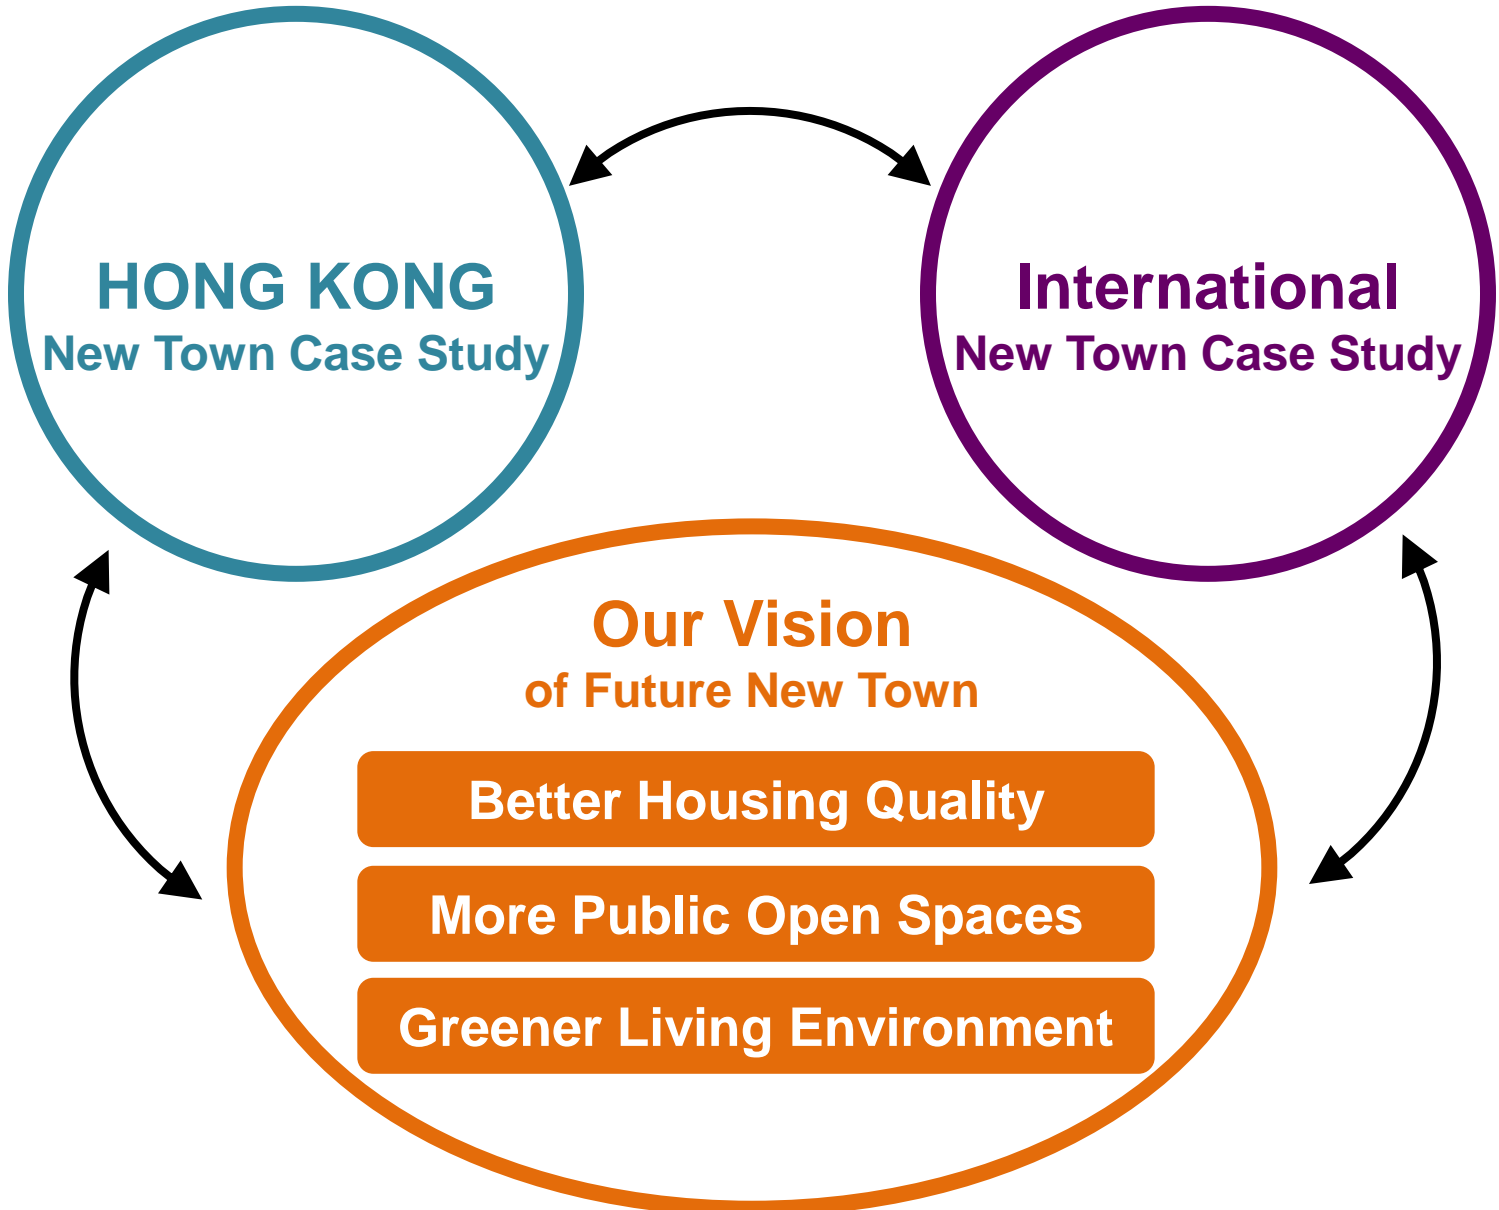 HONG KONG
New Town Case Study
International
New Town Case Study
Our Vision
of Future New Town
Better Housing Quality
More Public Open Spaces
Greener Living Environment